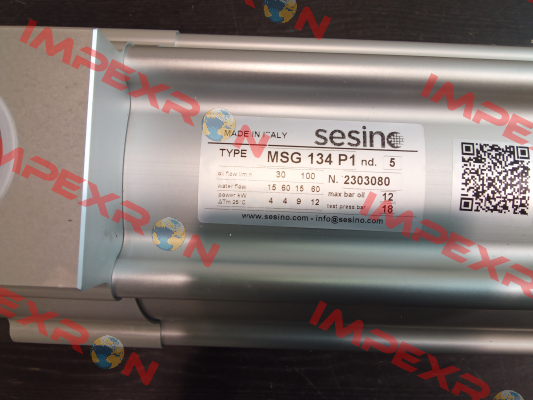 MADE IN ITALY sesino
TYPE MSG 134 P1 nd. 5
oil flow l/min 30 100 N. 2303080
water flow 15 60 15 60 max bar oil 12
power kW 4 4 9 12 test press bar 18
ΔTm 25°C
www.sesino.com - info@sesino.com
IMPEXRON
IMPEXRON
IMPEXRON
IMPEXRON